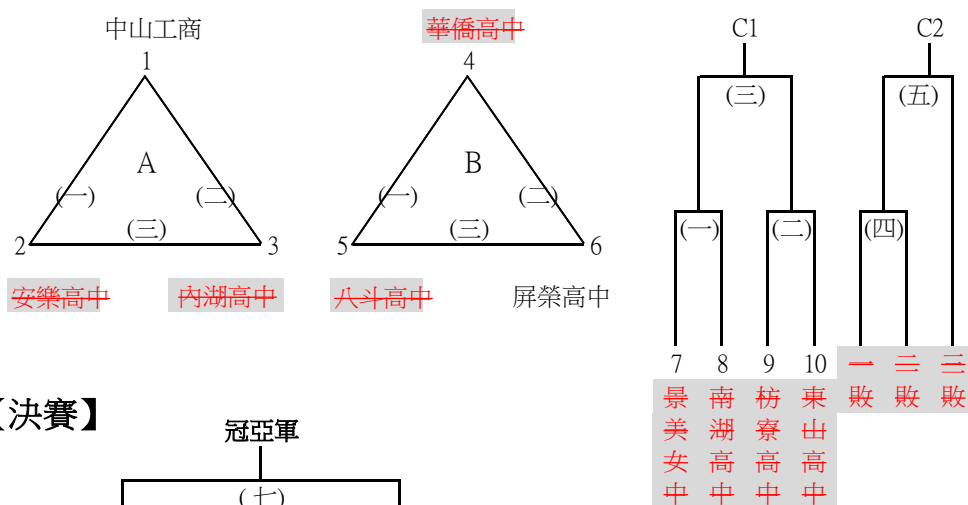 中山工商
1
A
(一)
(二)
(三)
2
3
安樂高中
內湖高中
華僑高中
4
B
(一)
(二)
(三)
5
6
八斗高中
屏榮高中
C1
(三)
(一)
(二)
7
8
9
10
景美女中
南湖高中
枋寮高中
東山高中
C2
(五)
(四)
一敗
二敗
三敗
【決賽】
冠亞軍
(七)